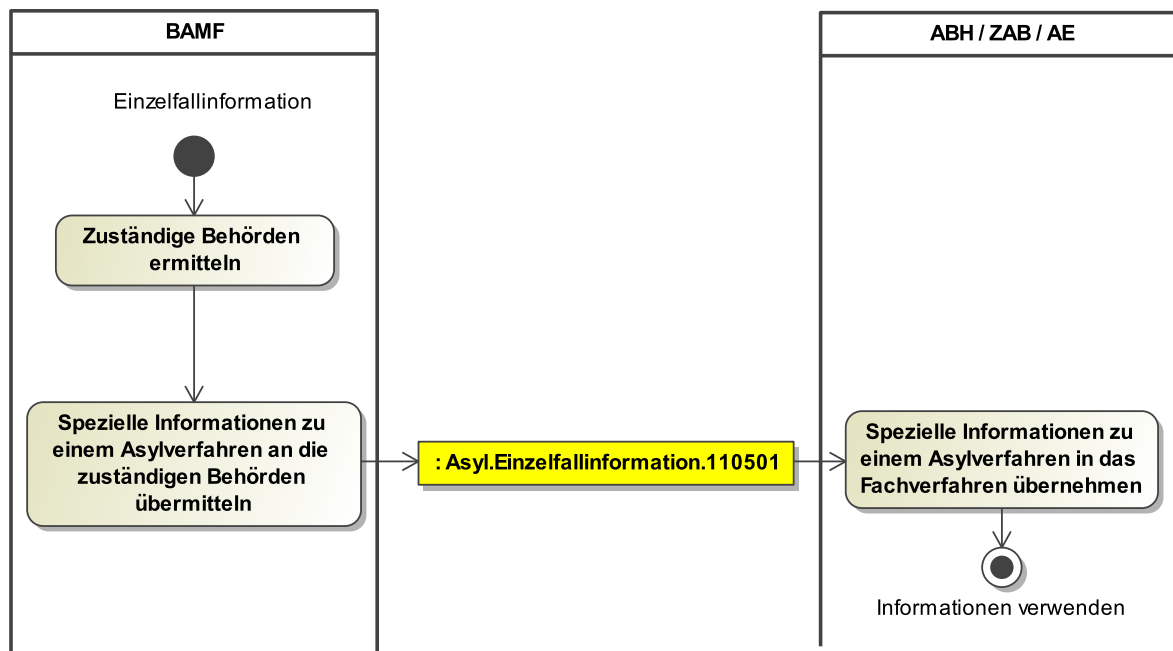 BAMF
ABH / ZAB / AE
Einzelfallinformation
Zuständige Behörden
ermitteln
Spezielle Informationen zu
einem Asylverfahren an die
zuständigen Behörden
übermitteln
: Asyl.Einzelfallinformation.110501
Spezielle Informationen zu
einem Asylverfahren in das
Fachverfahren übernehmen
Informationen verwenden